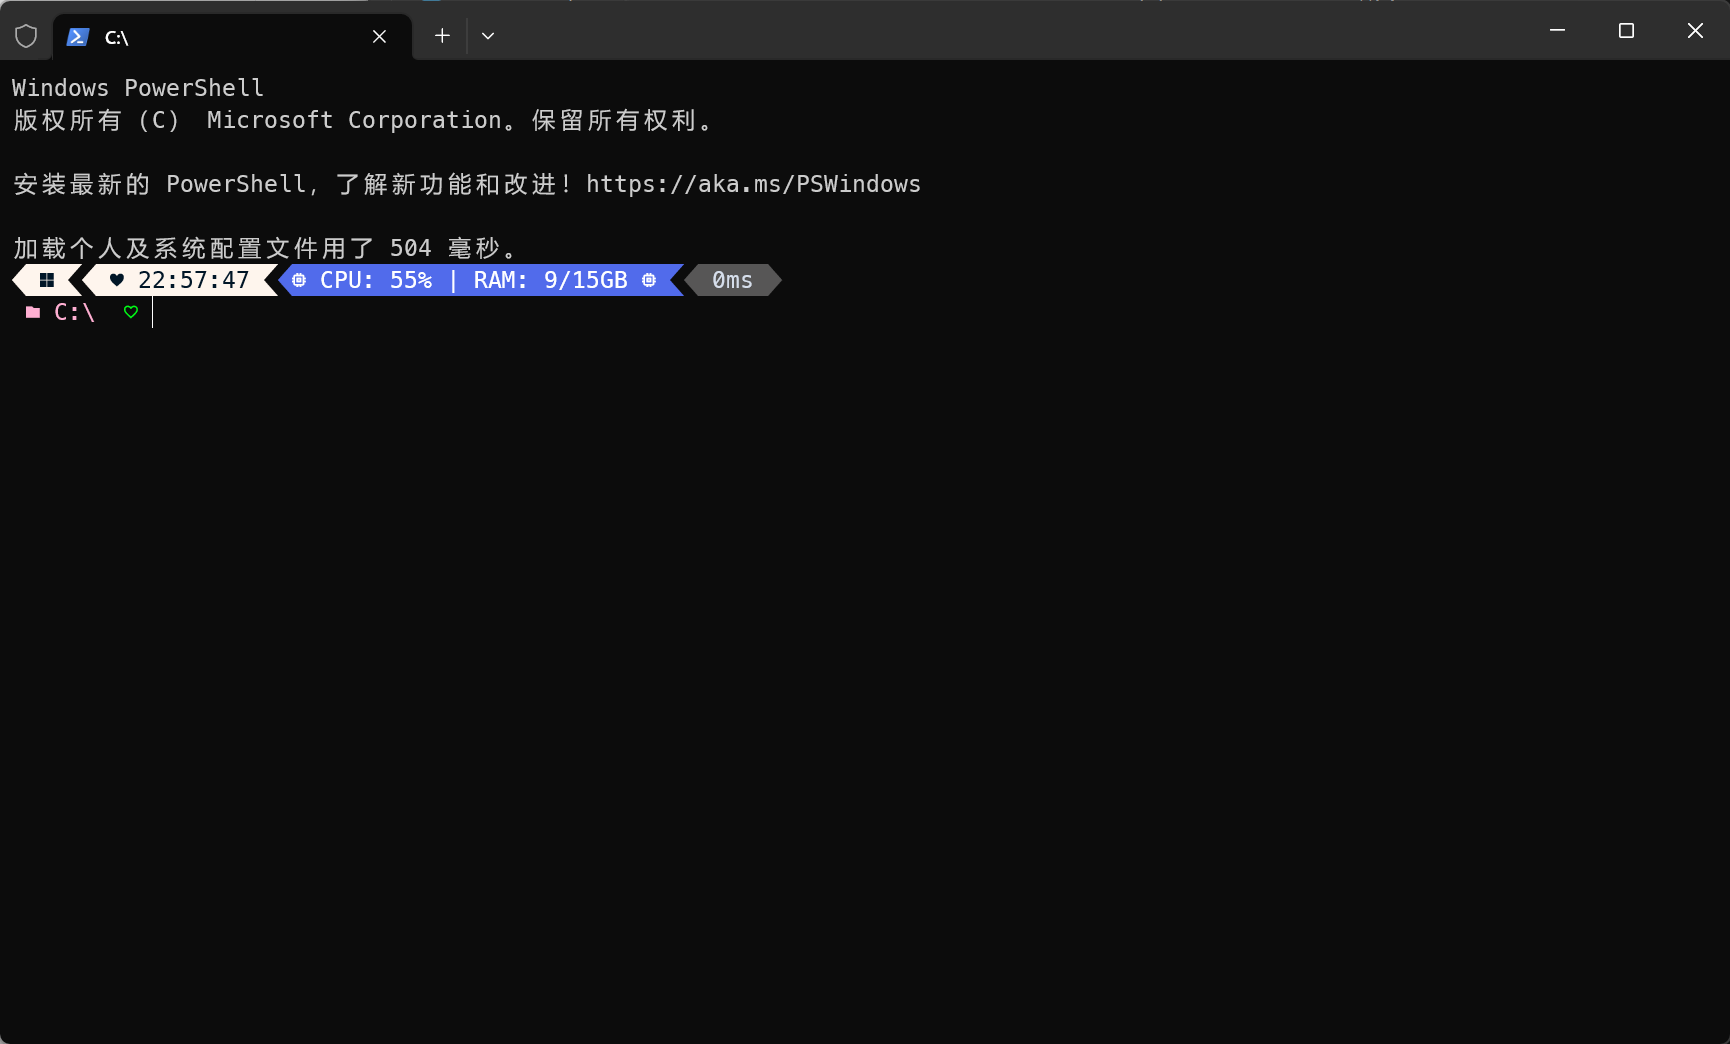 C:\
Windows PowerShell
版权所有 (C) Microsoft Corporation。保留所有权利。
安装最新的 PowerShell，了解新功能和改进！https://aka.ms/PSWindows
加载个人及系统配置文件用了 504 毫秒。
22:57:47 CPU: 55% | RAM: 9/15GB 0ms
C:\